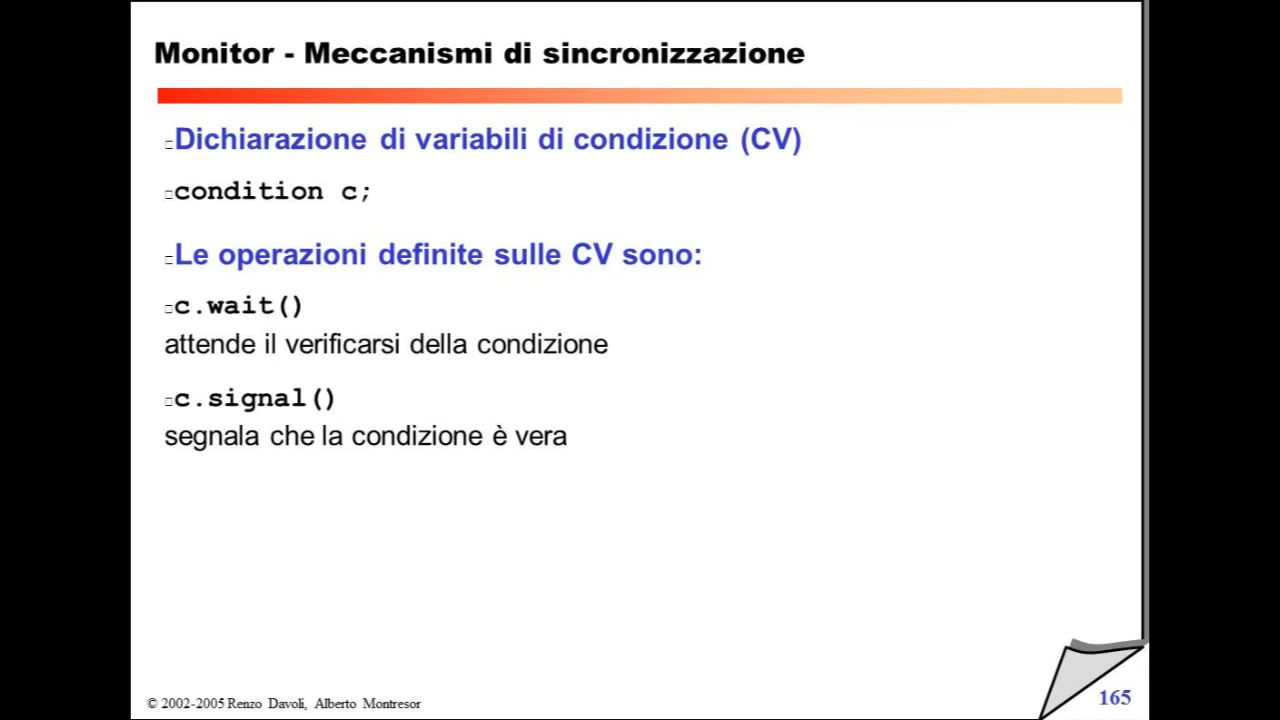 Monitor - Meccanismi di sincronizzazione
Dichiarazione di variabili di condizione (CV)
condition c;
Le operazioni definite sulle CV sono:
c.wait()
attende il verificarsi della condizione
c.signal()
segnala che la condizione è vera
© 2002-2005 Renzo Davoli, Alberto Montresor
165